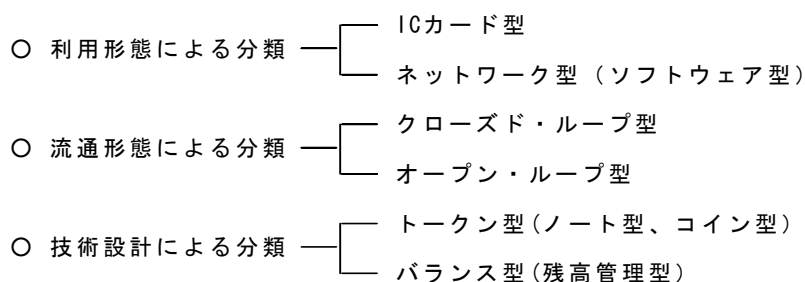 ICカード型
○ 利用形態による分類
ネットワーク型（ソフトウェア型）
クローズド・ループ型
○ 流通形態による分類
オープン・ループ型
トークン型(ノート型、コイン型)
○ 技術設計による分類
バランス型(残高管理型)